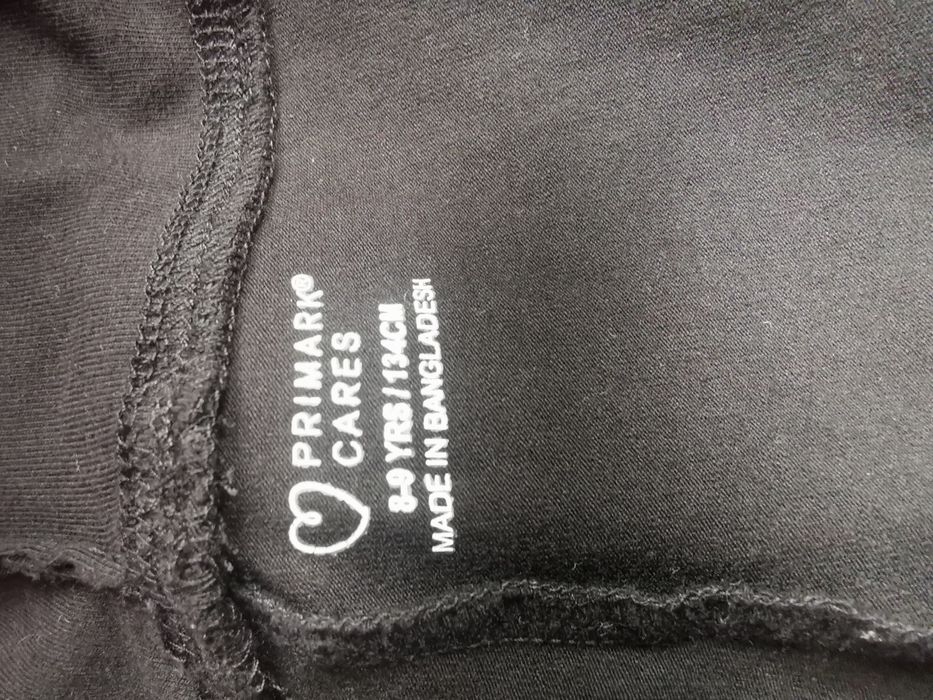 PRIMARK®
CARES
8-9 YRS/134CM
MADE IN BANGLADESH